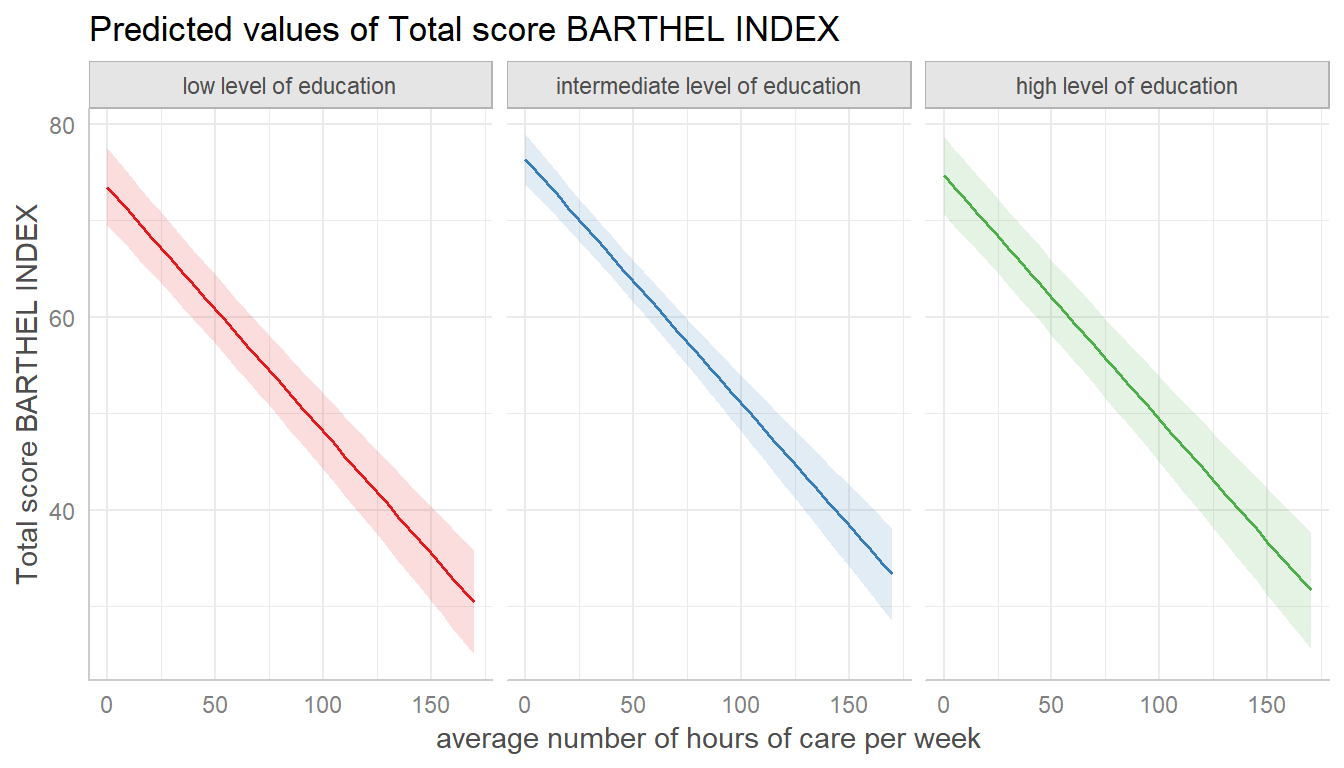 Predicted values of Total score BARTHEL INDEX
low level of education
intermediate level of education
high level of education
Total score BARTHEL INDEX
80
60
40
0 50 100 150
0 50 100 150
0 50 100 150
average number of hours of care per week